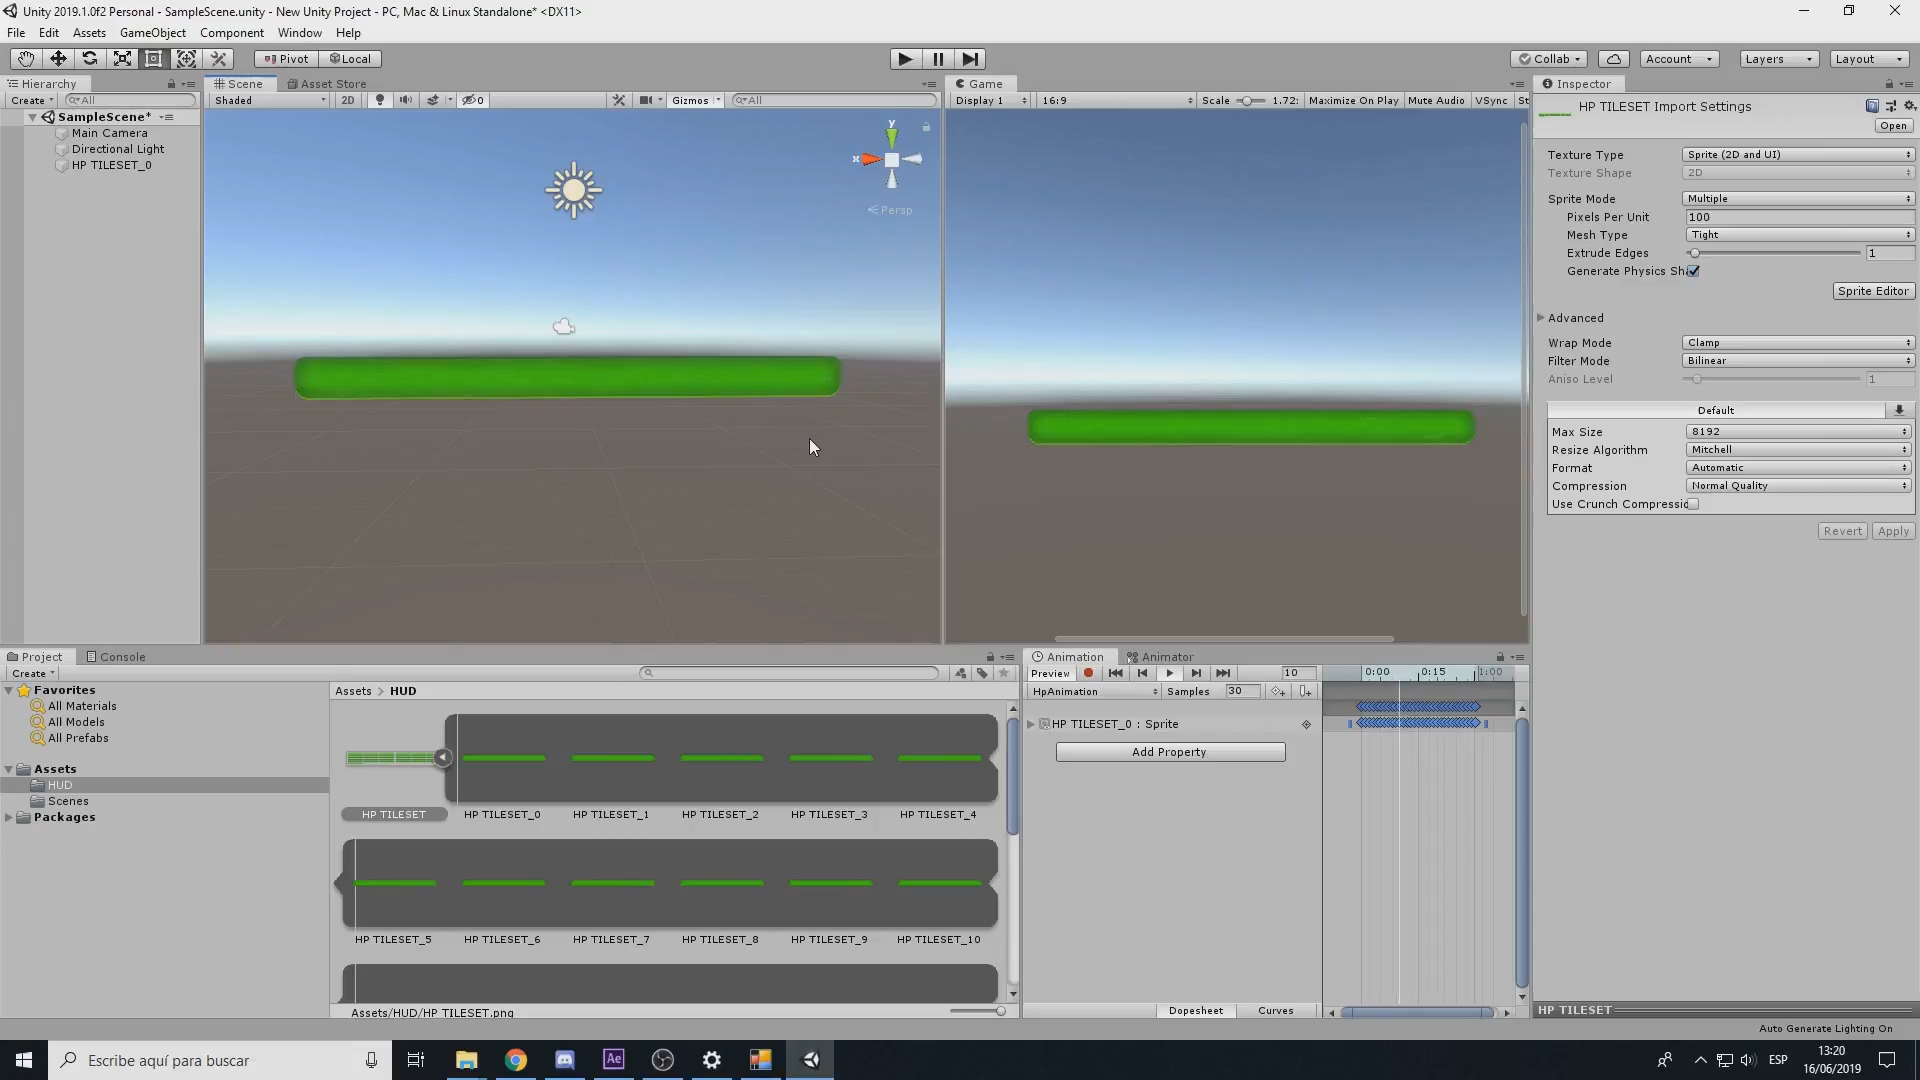 Unity 2019.1.0f2 Personal - SampleScene.unity - New Unity Project - PC, Mac & Linux Standalone* <DX11>
File Edit Assets GameObject Component Window Help
Pivot Local Collab Account Layers Layout
Hierarchy
Create All
SampleScene*
Main Camera
Directional Light
HP TILESET_0
Scene Asset Store
Shaded 2D 0 Gizmos All
y
x
Persp
Game
Display 1 16:9 Scale 1.72: Maximize On Play Mute Audio VSync St
Inspector
HP TILESET Import Settings
Open
Texture Type Sprite (2D and UI)
Texture Shape 2D
Sprite Mode Multiple
Pixels Per Unit 100
Mesh Type Tight
Extrude Edges 1
Generate Physics Sha
Sprite Editor
Advanced
Wrap Mode Clamp
Filter Mode Bilinear
Aniso Level 1
Default
Max Size 8192
Resize Algorithm Mitchell
Format Automatic
Compression Normal Quality
Use Crunch Compressio
Revert Apply
Project Console
Create
Favorites
All Materials
All Models
All Prefabs
Assets
HUD
Scenes
Packages
Assets > HUD
HP TILESET HP TILESET_0 HP TILESET_1 HP TILESET_2 HP TILESET_3 HP TILESET_4
HP TILESET_5 HP TILESET_6 HP TILESET_7 HP TILESET_8 HP TILESET_9 HP TILESET_10
Assets/HUD/HP TILESET.png
Animation Animator
Preview 10 0:00 0:15 1:00
HpAnimation Samples 30
HP TILESET_0 : Sprite
Add Property
Dopesheet Curves
HP TILESET
Auto Generate Lighting On
Escribe aquí para buscar
Ae
ESP
13:20
16/06/2019